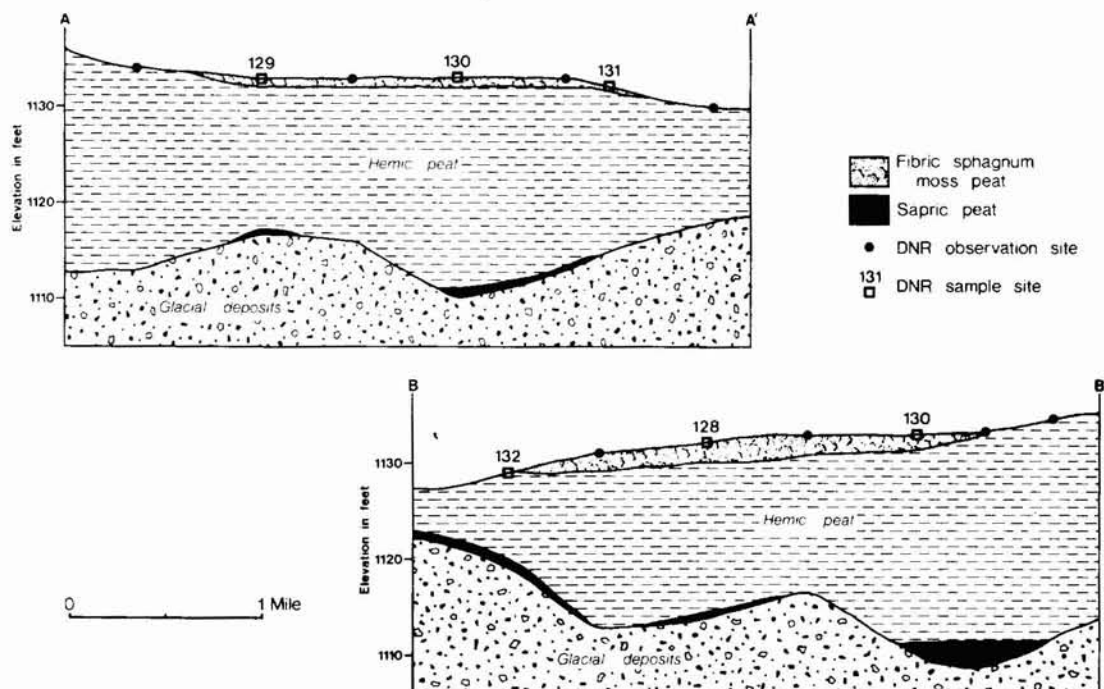 A
A'
129
130
131
1130
1120
1110
Elevation in feet
Hemic peat
Glacial deposits
Fibric sphagnum
moss peat
Sapric peat
DNR observation site
131
DNR sample site
B
B
132
128
130
1130
1120
1110
Elevation in feet
Hemic peat
Glacial deposits
0
1 Mile